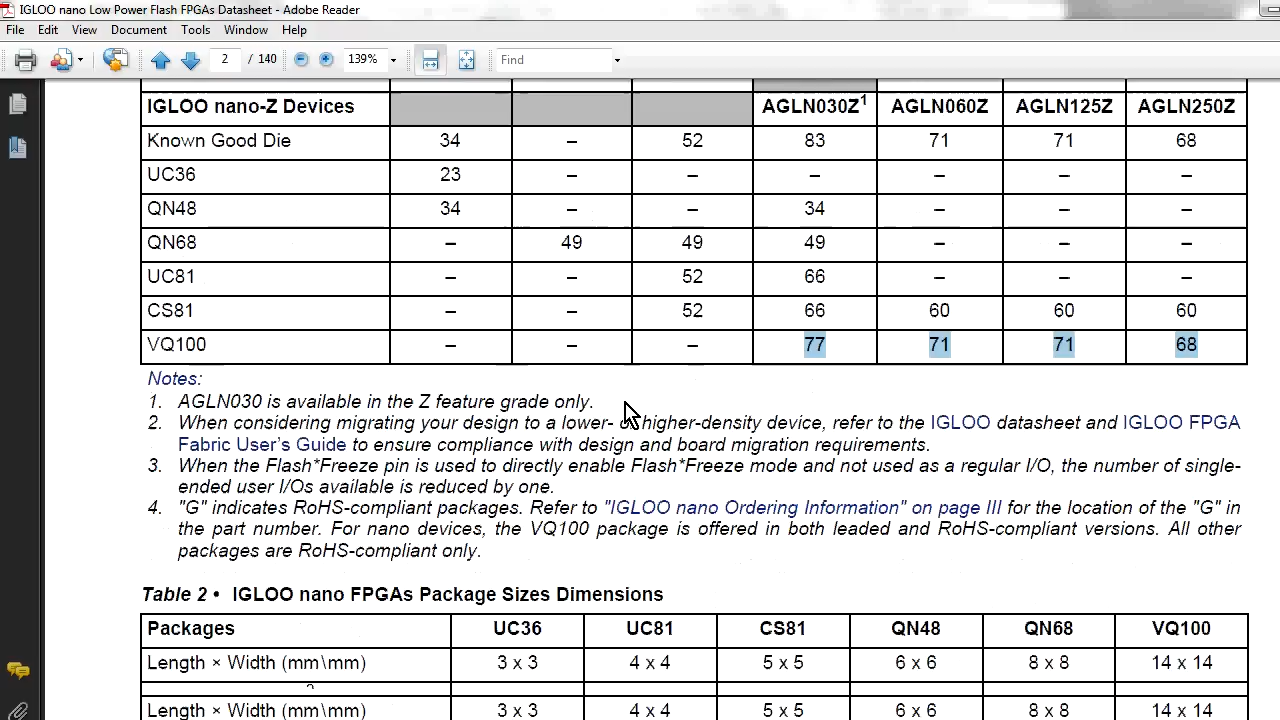 IGLOO nano Low Power Flash FPGAs Datasheet - Adobe Reader
File Edit View Document Tools Window Help
2 / 140 139% Find
IGLOO nano-Z Devices AGLN030Z1 AGLN060Z AGLN125Z AGLN250Z
Known Good Die 34 – 52 83 71 71 68
UC36 23 – – – – – –
QN48 34 – – 34 – – –
QN68 – 49 49 49 – – –
UC81 – – 52 66 – – –
CS81 – – 52 66 60 60 60
VQ100 – – – 77 71 71 68
Notes:
1. AGLN030 is available in the Z feature grade only.
2. When considering migrating your design to a lower- or higher-density device, refer to the IGLOO datasheet and IGLOO FPGA
Fabric User's Guide to ensure compliance with design and board migration requirements.
3. When the Flash*Freeze pin is used to directly enable Flash*Freeze mode and not used as a regular I/O, the number of single-
ended user I/Os available is reduced by one.
4. "G" indicates RoHS-compliant packages. Refer to "IGLOO nano Ordering Information" on page III for the location of the "G" in
the part number. For nano devices, the VQ100 package is offered in both leaded and RoHS-compliant versions. All other
packages are RoHS-compliant only.
Table 2 • IGLOO nano FPGAs Package Sizes Dimensions
Packages UC36 UC81 CS81 QN48 QN68 VQ100
Length × Width (mm\mm) 3 x 3 4 x 4 5 x 5 6 x 6 8 x 8 14 x 14
Length × Width (mm\mm) 3 x 3 4 x 4 5 x 5 6 x 6 8 x 8 14 x 14